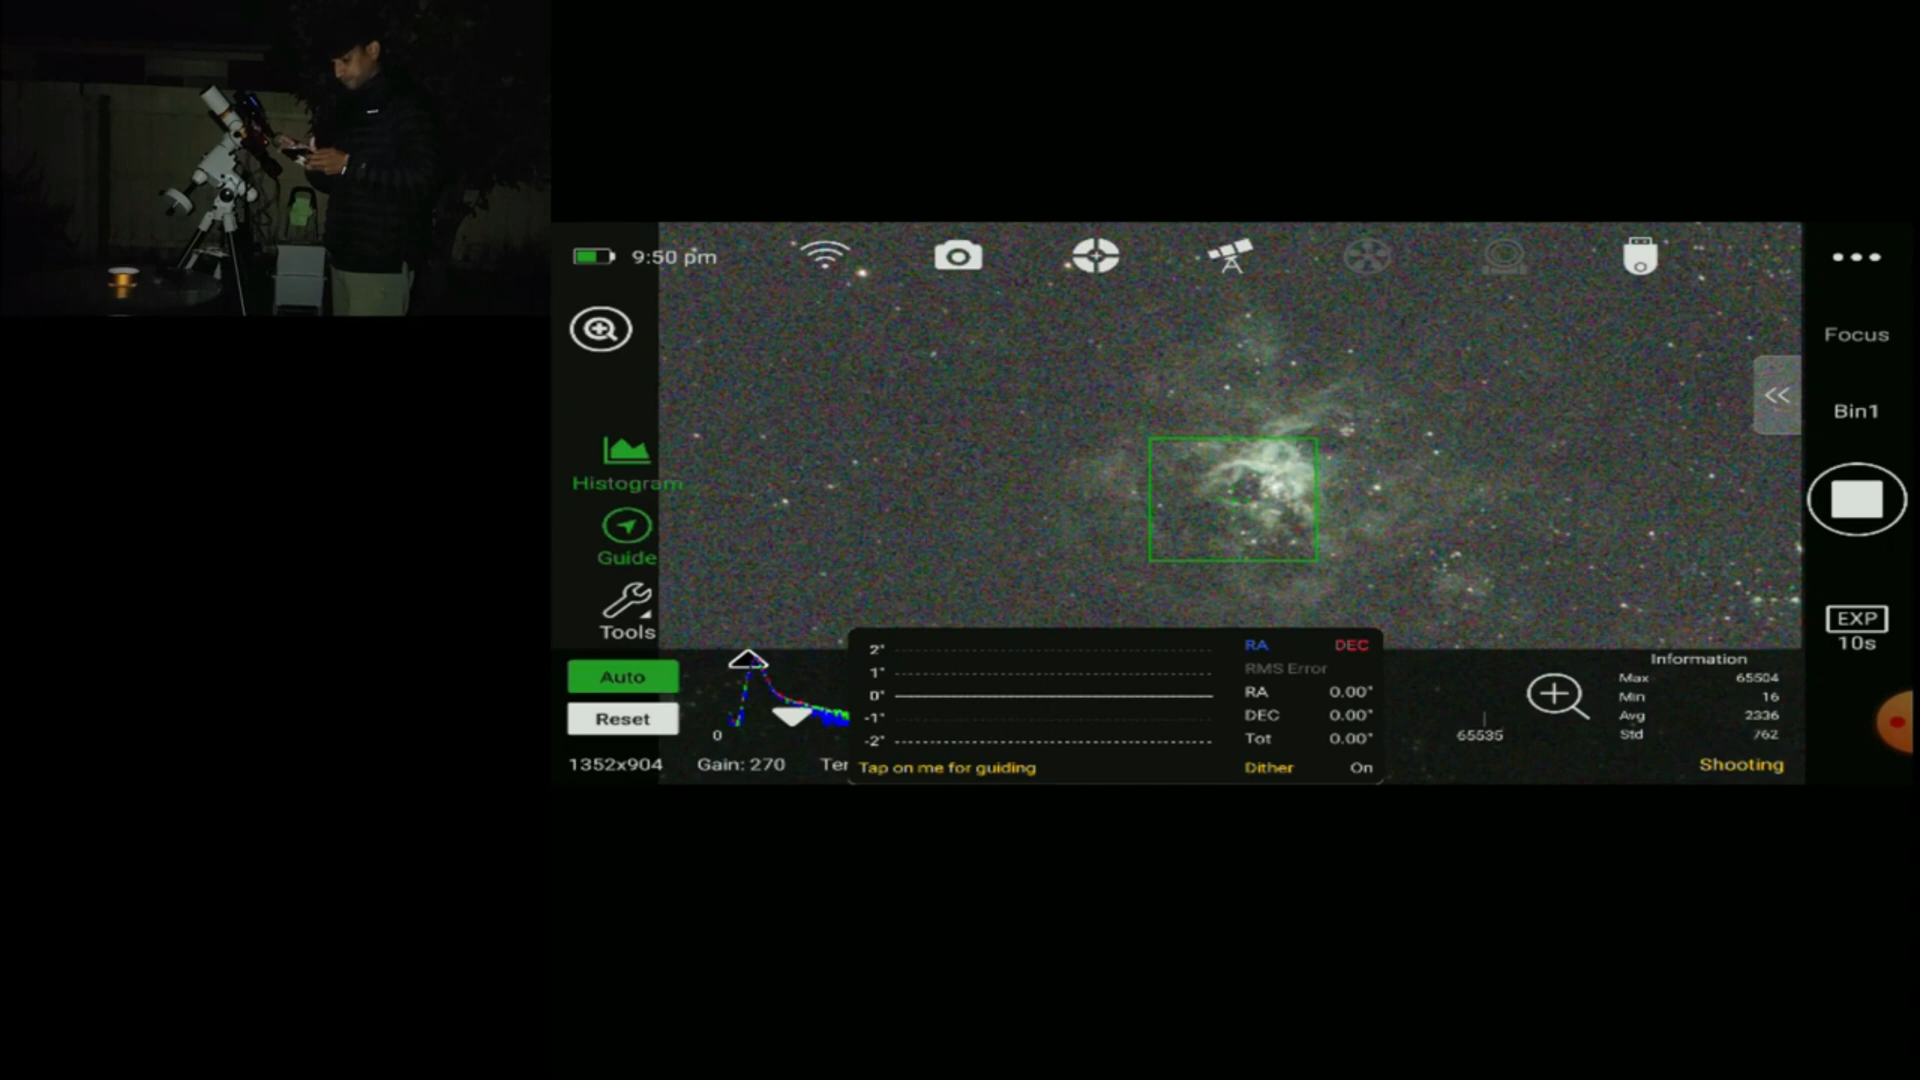 9:50 pm
Focus
Bin1
Histogram
Guide
Tools
EXP
10s
Auto
Reset
0
65535
1352x904
Gain: 270
Ter
2"
1"
0"
-1"
-2"
RA DEC
RMS Error
RA 0.00"
DEC 0.00"
Tot 0.00"
Tap on me for guiding
Dither On
Information
Max 65504
Min 16
Avg 2336
Std 762
Shooting